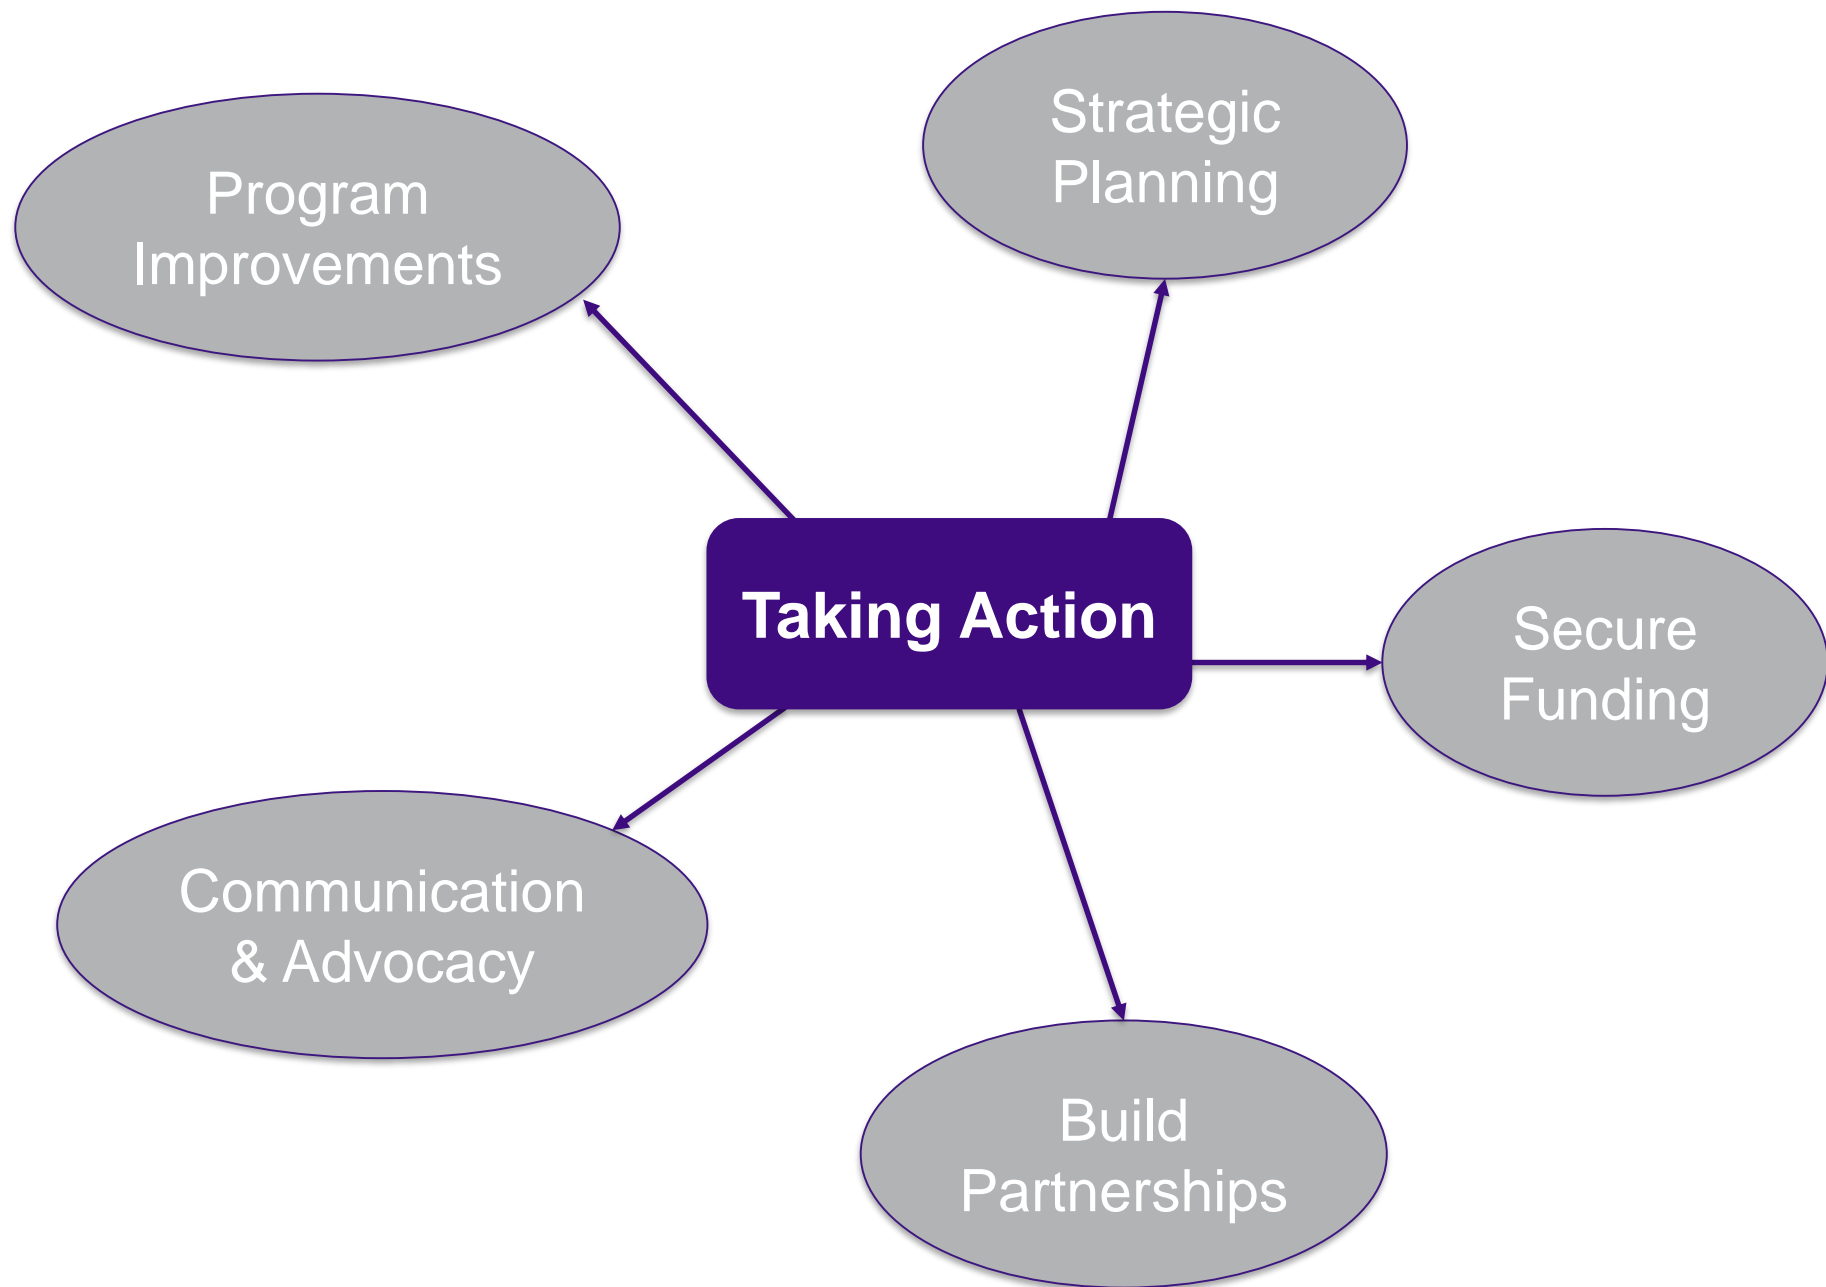 Strategic
Planning
Program
Improvements
Taking Action
Secure
Funding
Communication
& Advocacy
Build
Partnerships